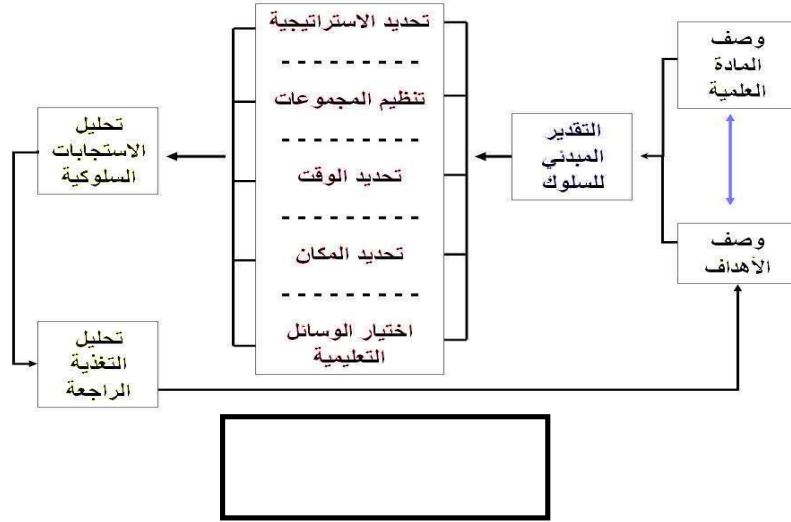 وصف
المادة
العلمية
وصف
الأهداف
التقدير
المبدئي
للسلوك
تحديد الاستراتيجية
تنظيم المجموعات
تحديد الوقت
تحديد المكان
اختيار الوسائل
التعليمية
تحليل
الاستجابات
السلوكية
تحليل
التغذية
الراجعة